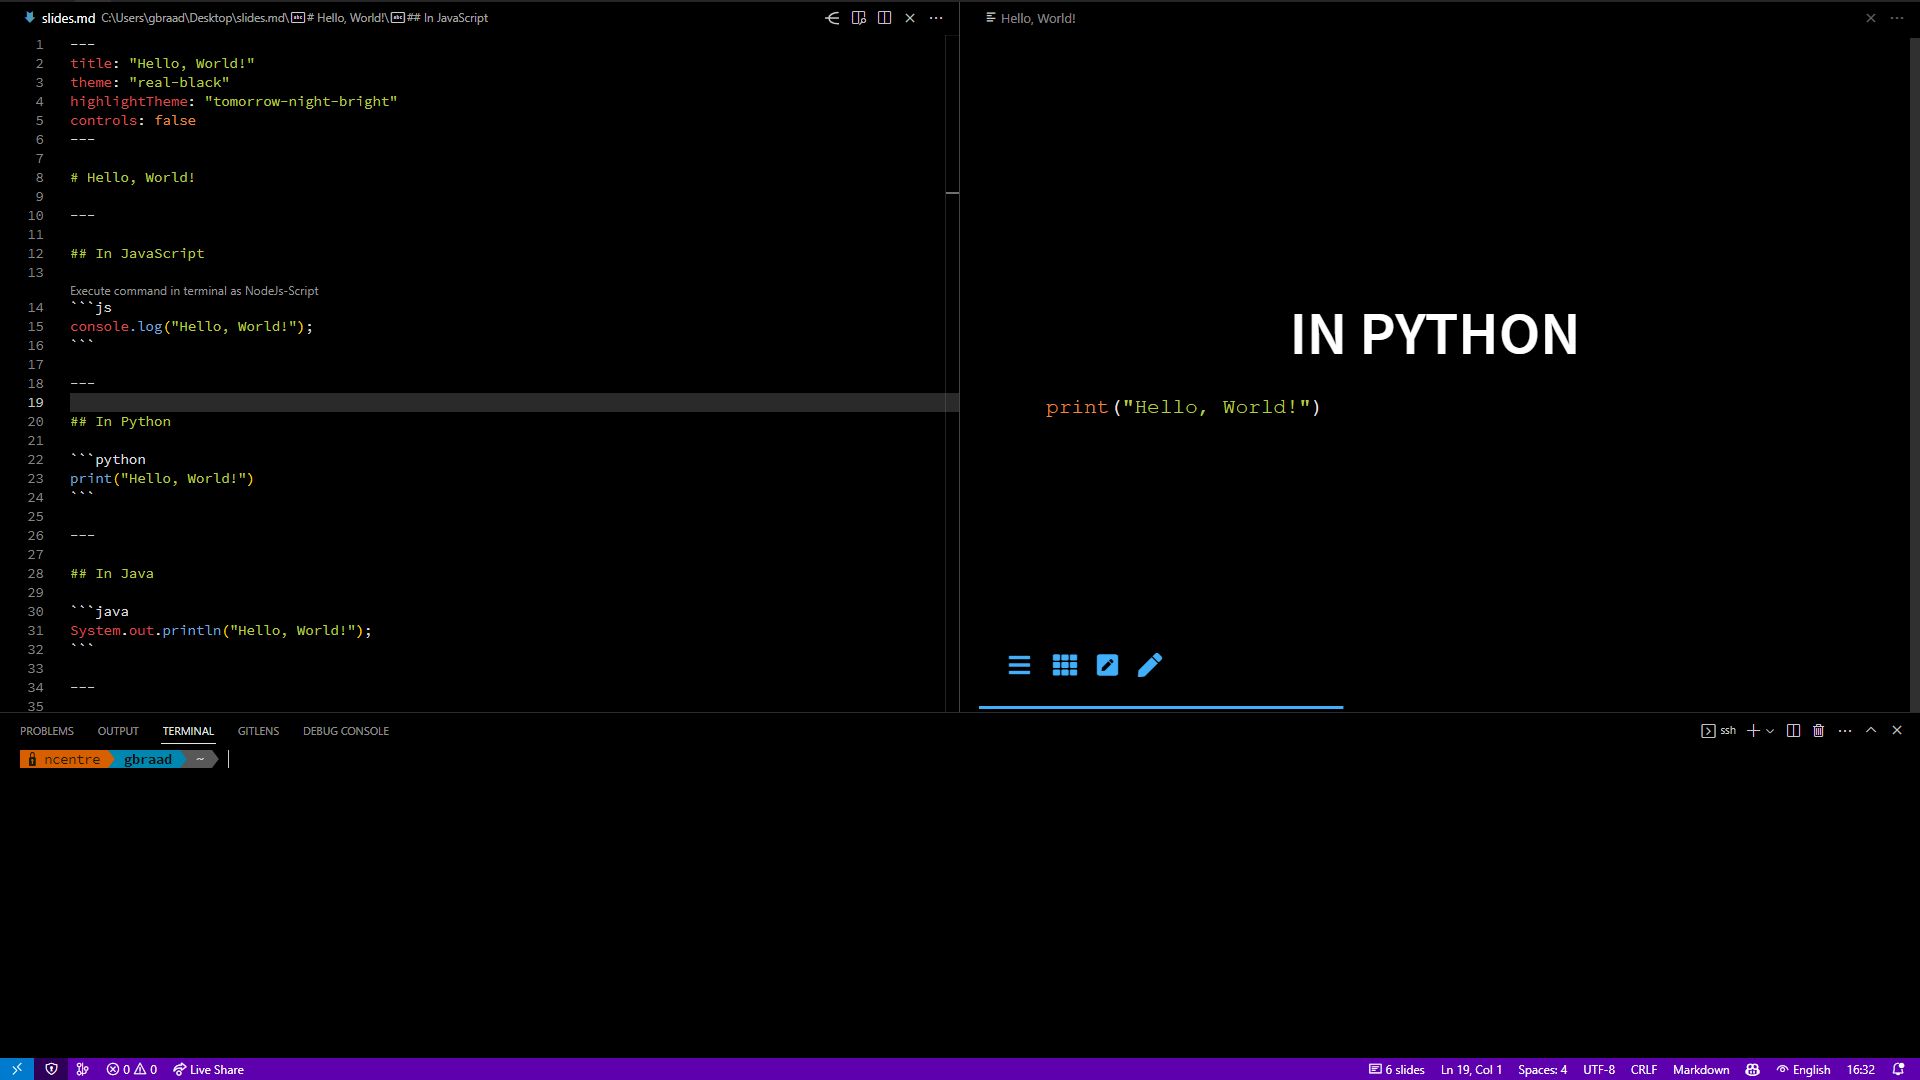 slides.md C:\Users\gbraad\Desktop\slides.md\ # Hello, World!\ ## In JavaScript
1 ---
2 title: "Hello, World!"
3 theme: "real-black"
4 highlightTheme: "tomorrow-night-bright"
5 controls: false
6 ---
7
8 # Hello, World!
9
10 ---
11
12 ## In JavaScript
13
Execute command in terminal as NodeJs-Script
14 ```js
15 console.log("Hello, World!");
16 ```
17
18 ---
19
20 ## In Python
21
22 ```python
23 print("Hello, World!")
24 ```
25
26 ---
27
28 ## In Java
29
30 ```java
31 System.out.println("Hello, World!");
32 ```
33
34 ---
35
Hello, World!
IN PYTHON
print("Hello, World!")
PROBLEMS OUTPUT TERMINAL GITLENS DEBUG CONSOLE
ssh
ncentre gbraad ~
0 0 Live Share
6 slides Ln 19, Col 1 Spaces: 4 UTF-8 CRLF Markdown English 16:32